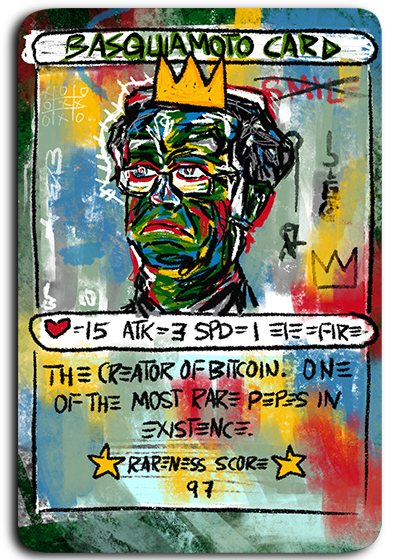 BASQUIAMOTO CARD
SMILE
=15 ATK=3 SPD=1 ELE=FIRE
THE CREATOR OF BITCOIN. ONE
OF THE MOST RARE PEPES IN
EXISTENCE.
RARENESS SCORE
97